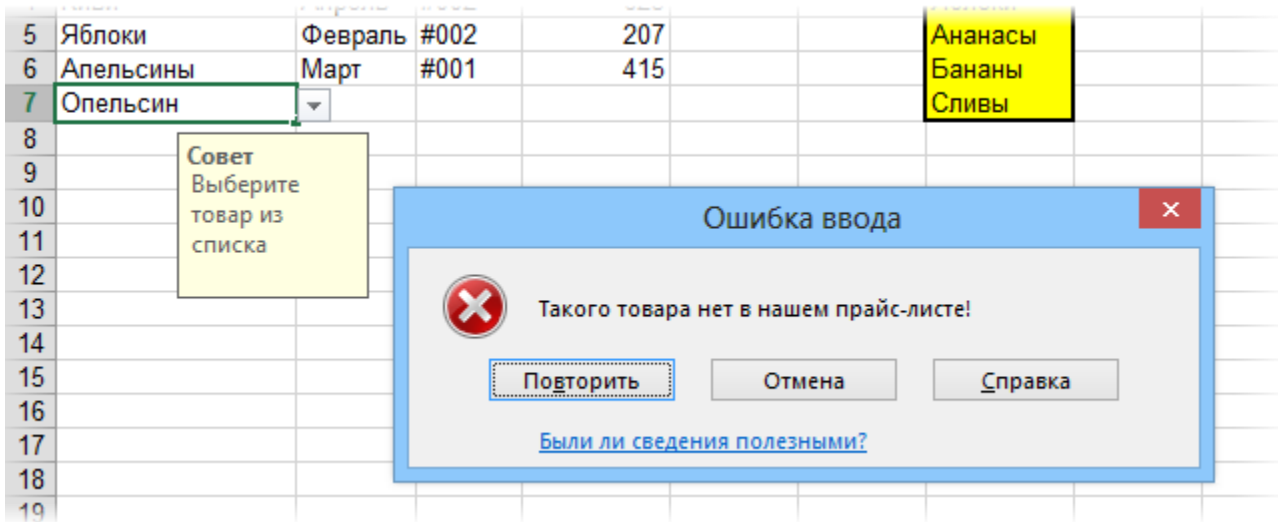 5 Яблоки Февраль #002 207 Ананасы
6 Апельсины Март #001 415 Бананы
7 Опельсин Сливы
8
Совет
9
Выберите
10
товар из
Ошибка ввода
11
списка
12
13
Такого товара нет в нашем прайс-листе!
14
15
Повторить Отмена Справка
16
17
Были ли сведения полезными?
18
19